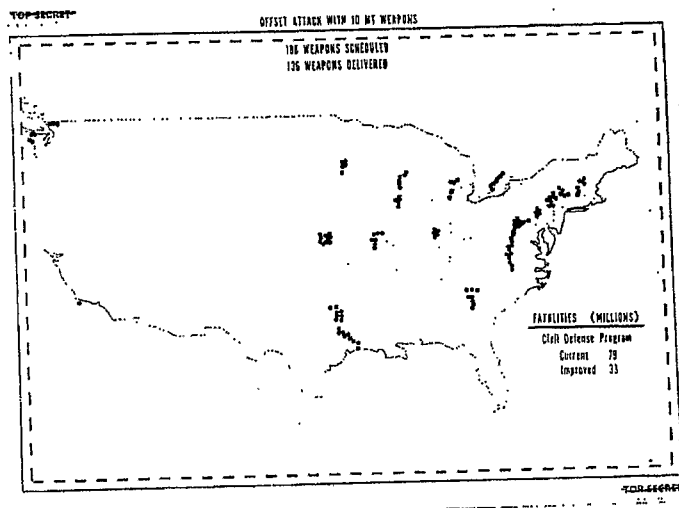 TOP SECRET
OFFSET ATTACK WITH 10 MT WEAPONS
186 WEAPONS SCHEDULED
135 WEAPONS DELIVERED
FATALITIES (MILLIONS)
Civil Defense Program
Current 79
Improved 33
TOP SECRET